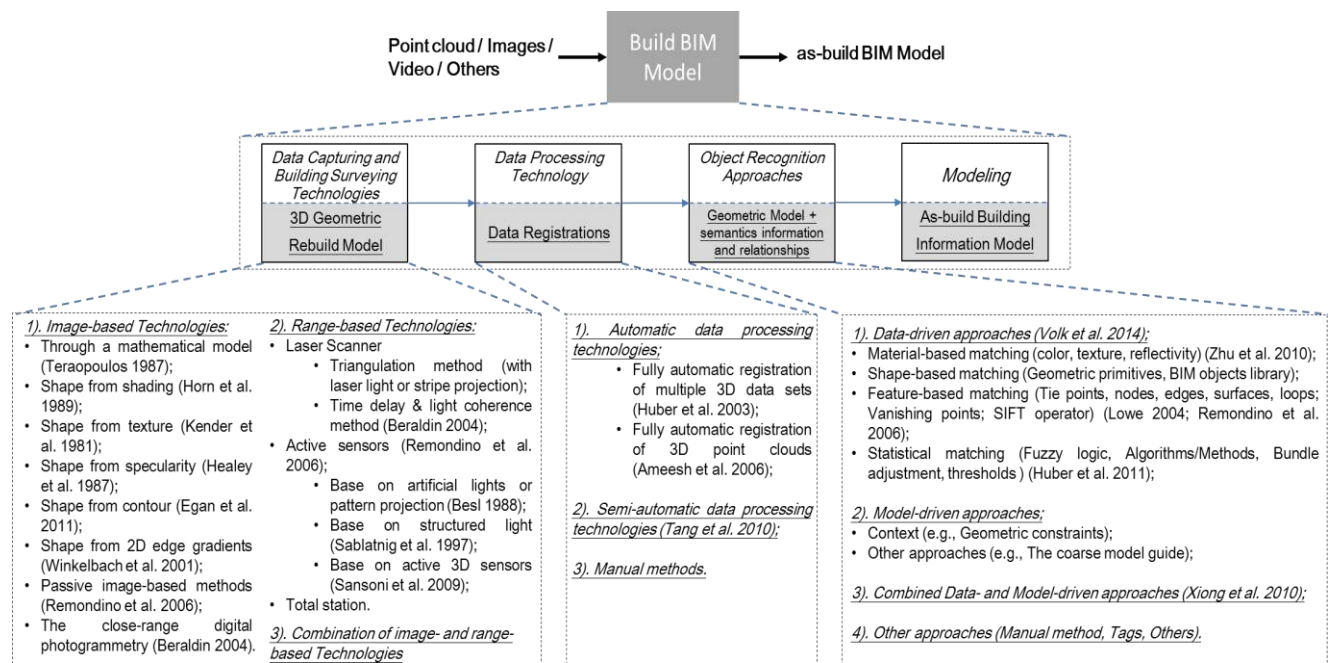 Point cloud / Images /
Video / Others
Build BIM
Model
as-build BIM Model
Data Capturing and
Building Surveying
Technologies
3D Geometric
Rebuild Model
Data Processing
Technology
Data Registrations
Object Recognition
Approaches
Geometric Model +
semantics information
and relationships
Modeling
As-build Building
Information Model
1). Image-based Technologies:
• Through a mathematical model
(Teraopoulos 1987);
• Shape from shading (Horn et al.
1989);
• Shape from texture (Kender et
al. 1981);
• Shape from specularity (Healey
et al. 1987);
• Shape from contour (Egan et al.
2011);
• Shape from 2D edge gradients
(Winkelbach et al. 2001);
• Passive image-based methods
(Remondino et al. 2006);
• The close-range digital
photogrammetry (Beraldin 2004).
2). Range-based Technologies:
• Laser Scanner
• Triangulation method (with
laser light or stripe projection);
• Time delay & light coherence
method (Beraldin 2004);
• Active sensors (Remondino et al.
2006);
• Base on artificial lights or
pattern projection (Besl 1988);
• Base on structured light
(Sablatnig et al. 1997);
• Base on active 3D sensors
(Sansoni et al. 2009);
• Total station.
3). Combination of image- and range-
based Technologies
1). Automatic data processing
technologies;
• Fully automatic registration
of multiple 3D data sets
(Huber et al. 2003);
• Fully automatic registration
of 3D point clouds
(Ameesh et al. 2006);
2). Semi-automatic data processing
technologies (Tang et al. 2010);
3). Manual methods.
1). Data-driven approaches (Volk et al. 2014);
• Material-based matching (color, texture, reflectivity) (Zhu et al. 2010);
• Shape-based matching (Geometric primitives, BIM objects library);
• Feature-based matching (Tie points, nodes, edges, surfaces, loops;
Vanishing points; SIFT operator) (Lowe 2004; Remondino et al.
2006);
• Statistical matching (Fuzzy logic, Algorithms/Methods, Bundle
adjustment, thresholds ) (Huber et al. 2011);
2). Model-driven approaches;
• Context (e.g., Geometric constraints);
• Other approaches (e.g., The coarse model guide);
3). Combined Data- and Model-driven approaches (Xiong et al. 2010);
4). Other approaches (Manual method, Tags, Others).